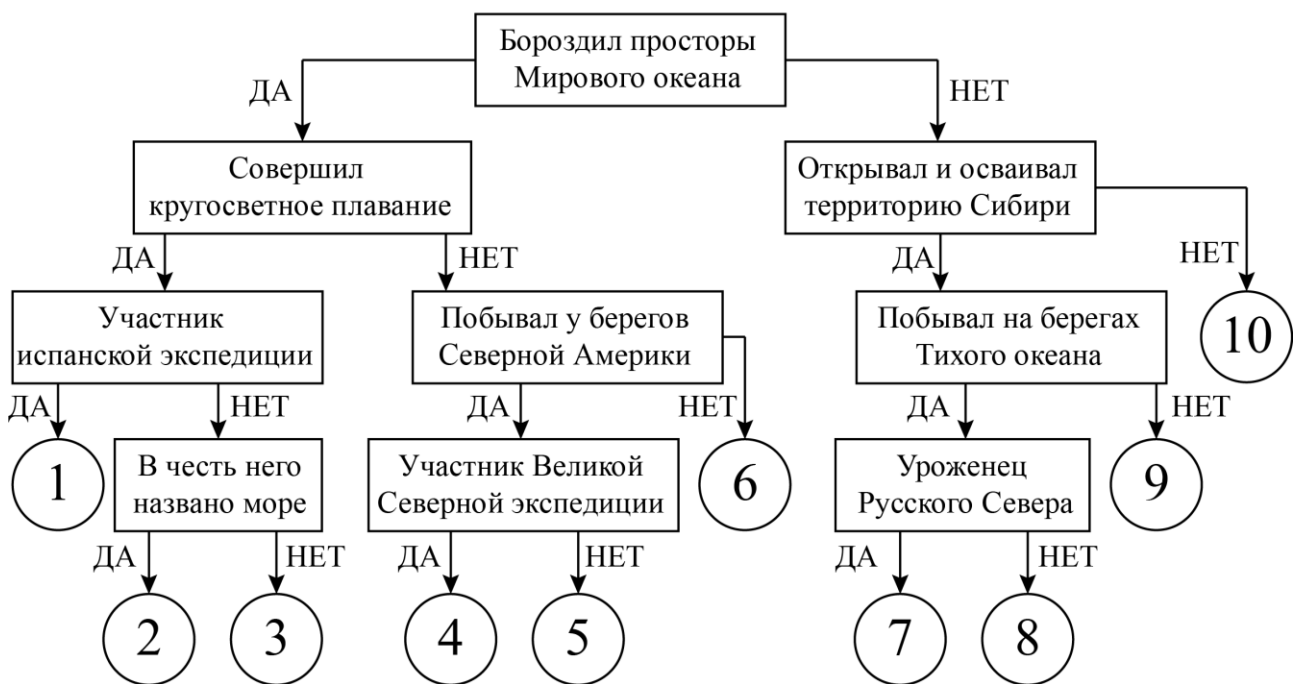 Бороздил просторы
Мирового океана
ДА
НЕТ
Совершил
кругосветное плавание
Открывал и осваивал
территорию Сибири
ДА
НЕТ
ДА
НЕТ
Участник
испанской экспедиции
Побывал у берегов
Северной Америки
Побывал на берегах
Тихого океана
10
ДА
НЕТ
ДА
НЕТ
ДА
НЕТ
1
В честь него
названо море
Участник Великой
Северной экспедиции
6
Уроженец
Русского Севера
9
ДА
НЕТ
ДА
НЕТ
ДА
НЕТ
2
3
4
5
7
8